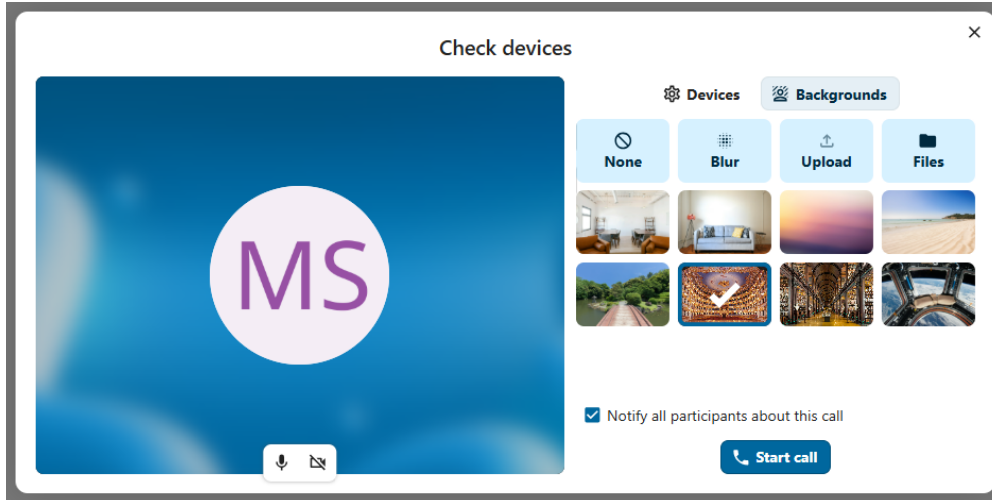 Check devices
Devices
Backgrounds
None
Blur
Upload
Files
MS
Notify all participants about this call
Start call